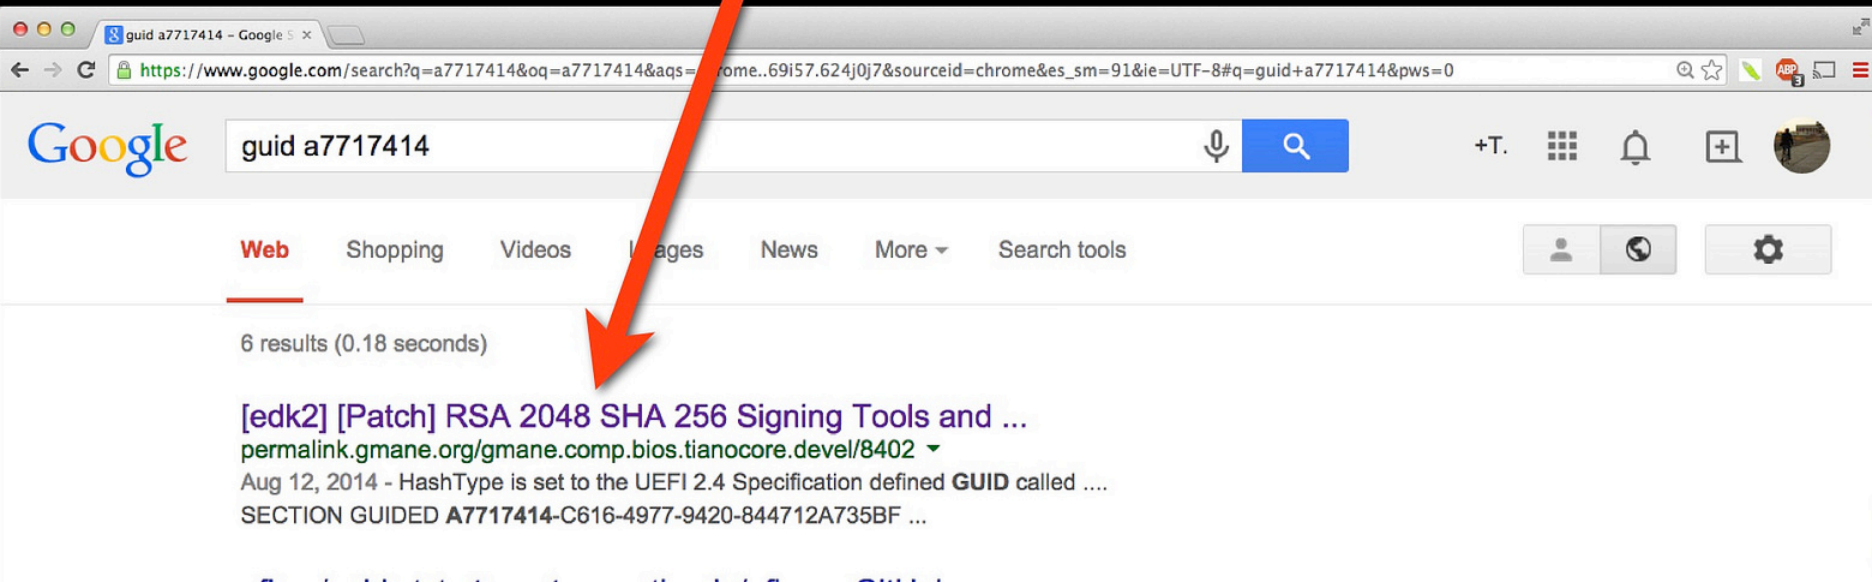 guid a7717414 – Google S
https://www.google.com/search?q=a7717414&oq=a7717414&aqs= rome..69i57.624j0j7&sourceid=chrome&es_sm=91&ie=UTF-8#q=guid+a7717414&pws=0
ABP
3
Google
guid a7717414
+T.
Web
Shopping
Videos
I ages
News
More
Search tools
6 results (0.18 seconds)
[edk2] [Patch] RSA 2048 SHA 256 Signing Tools and ...
permalink.gmane.org/gmane.comp.bios.tianocore.devel/8402
Aug 12, 2014 - HashType is set to the UEFI 2.4 Specification defined GUID called ....
SECTION GUIDED A7717414-C616-4977-9420-844712A735BF ...